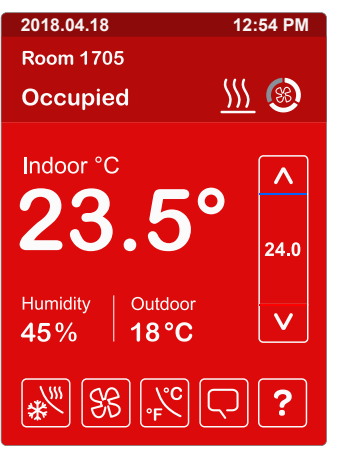 2018.04.18 12:54 PM
Room 1705
Occupied
Indoor °C
23.5°
24.0
Humidity Outdoor
45% 18°C
°C
°F
?